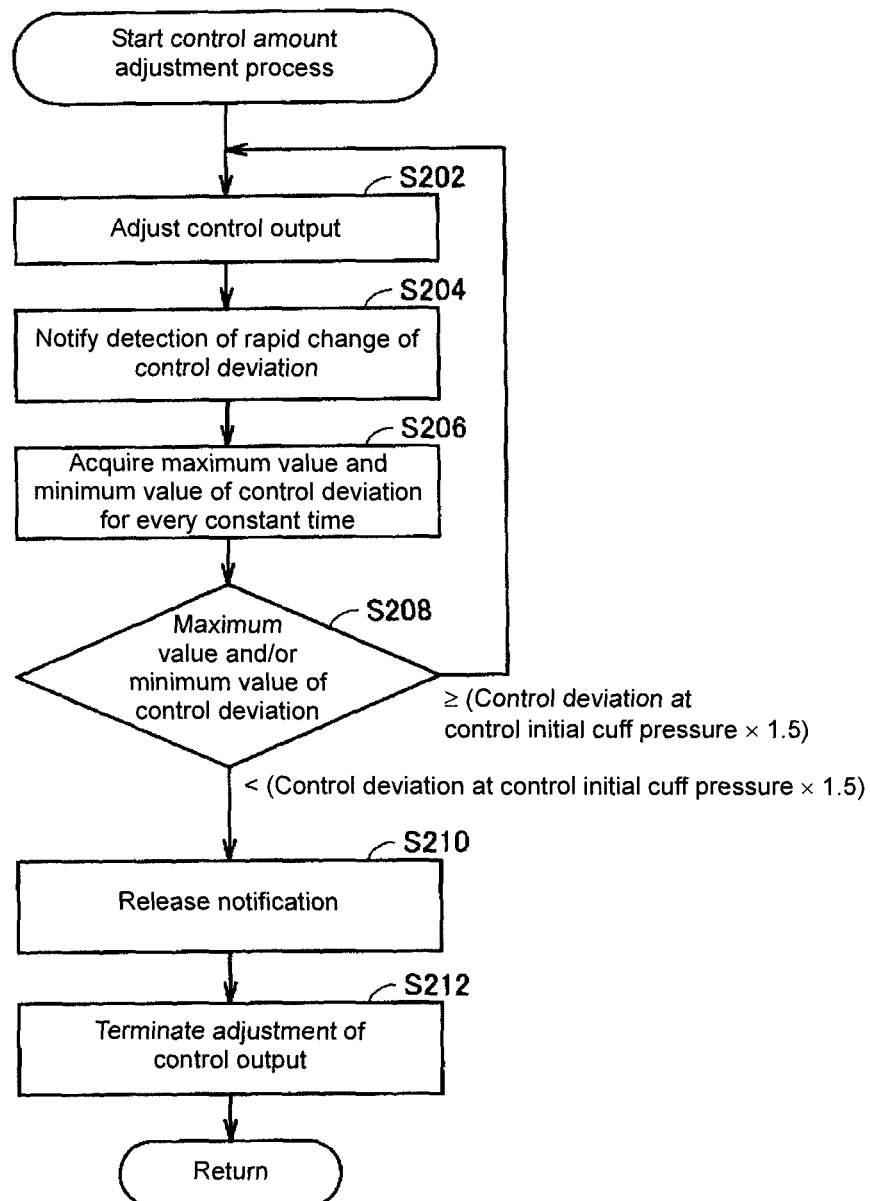 Start control amount
adjustment process
S202
Adjust control output
S204
Notify detection of rapid change of
control deviation
S206
Acquire maximum value and
minimum value of control deviation
for every constant time
S208
Maximum
value and/or
minimum value of
control deviation
≥ (Control deviation at
control initial cuff pressure × 1.5)
< (Control deviation at control initial cuff pressure × 1.5)
S210
Release notification
S212
Terminate adjustment of
control output
Return